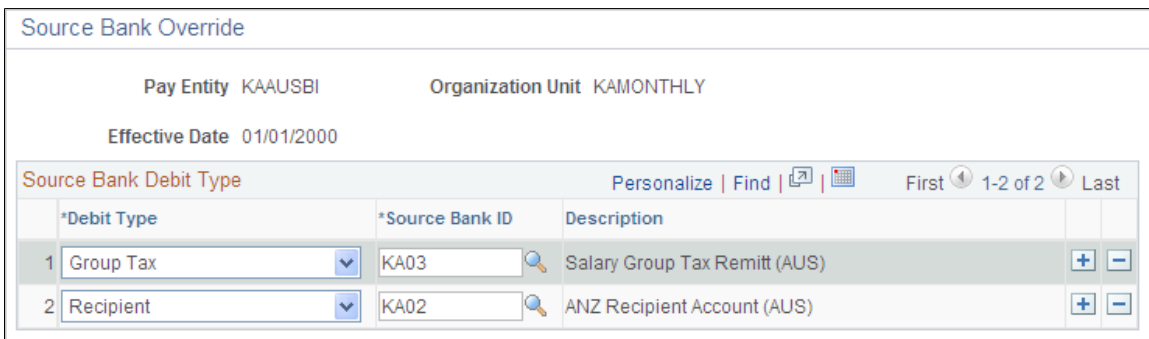 Source Bank Override
Pay Entity KAAUSBI Organization Unit KAMONTHLY
Effective Date 01/01/2000
Source Bank Debit Type Personalize | Find | | First 1-2 of 2 Last
*Debit Type *Source Bank ID Description
1 Group Tax KA03 Salary Group Tax Remitt (AUS)
2 Recipient KA02 ANZ Recipient Account (AUS)